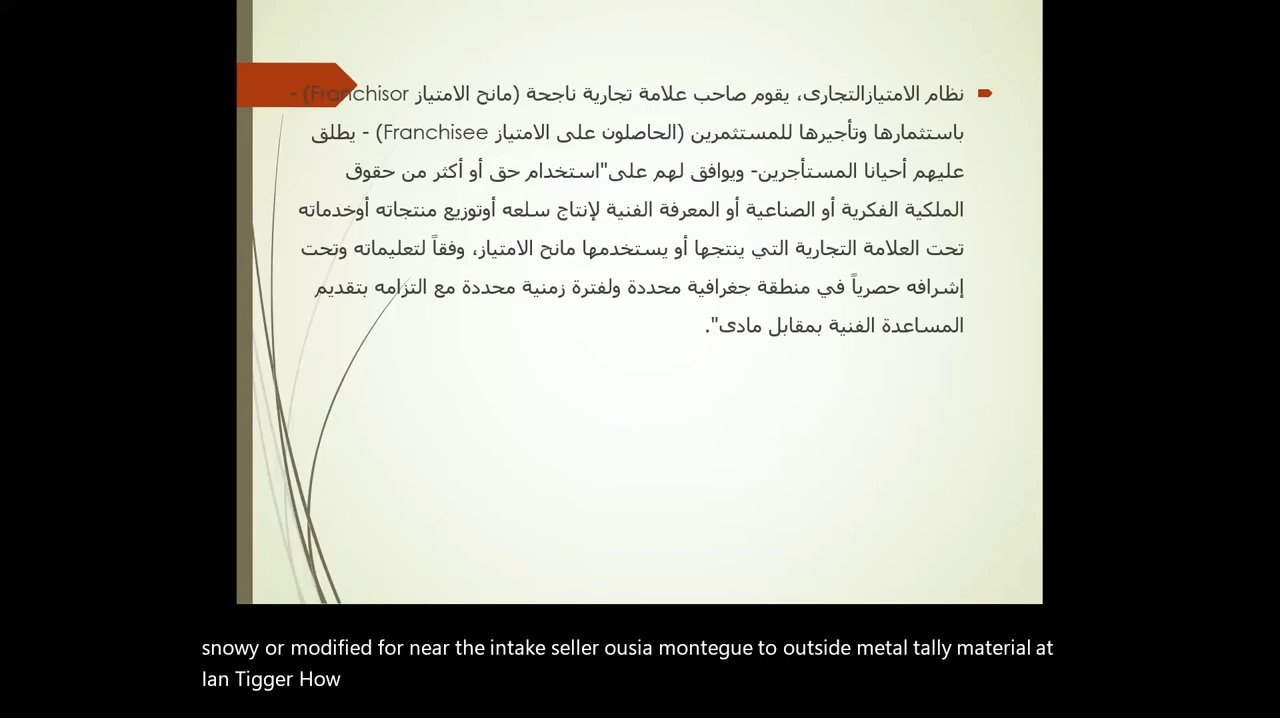 نظام الامتيازالتجارى، يقوم صاحب علامة تجارية ناجحة (مانح الامتياز Franchisor) -
باستثمارها وتأجيرها للمستثمرين (الحاصلون على الامتياز Franchisee) - يطلق
عليهم أحيانا المستأجرين- ويوافق لهم على"استخدام حق أو أكثر من حقوق
الملكية الفكرية أو الصناعية أو المعرفة الفنية لإنتاج سلعه أوتوزيع منتجاته أوخدماته
تحت العلامة التجارية التي ينتجها أو يستخدمها مانح الامتياز، وفقاً لتعليماته وتحت
إشرافه حصرياً في منطقة جغرافية محددة ولفترة زمنية محددة مع التزامه بتقديم
المساعدة الفنية بمقابل مادى".
snowy or modified for near the intake seller ousia montegue to outside metal tally material at
Ian Tigger How